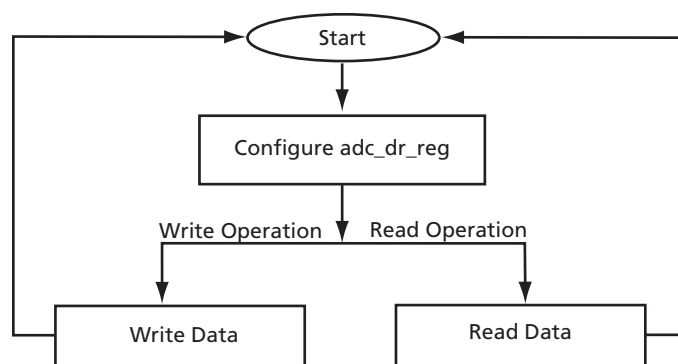 Start
Configure adc_dr_reg
Write Operation
Read Operation
Write Data
Read Data